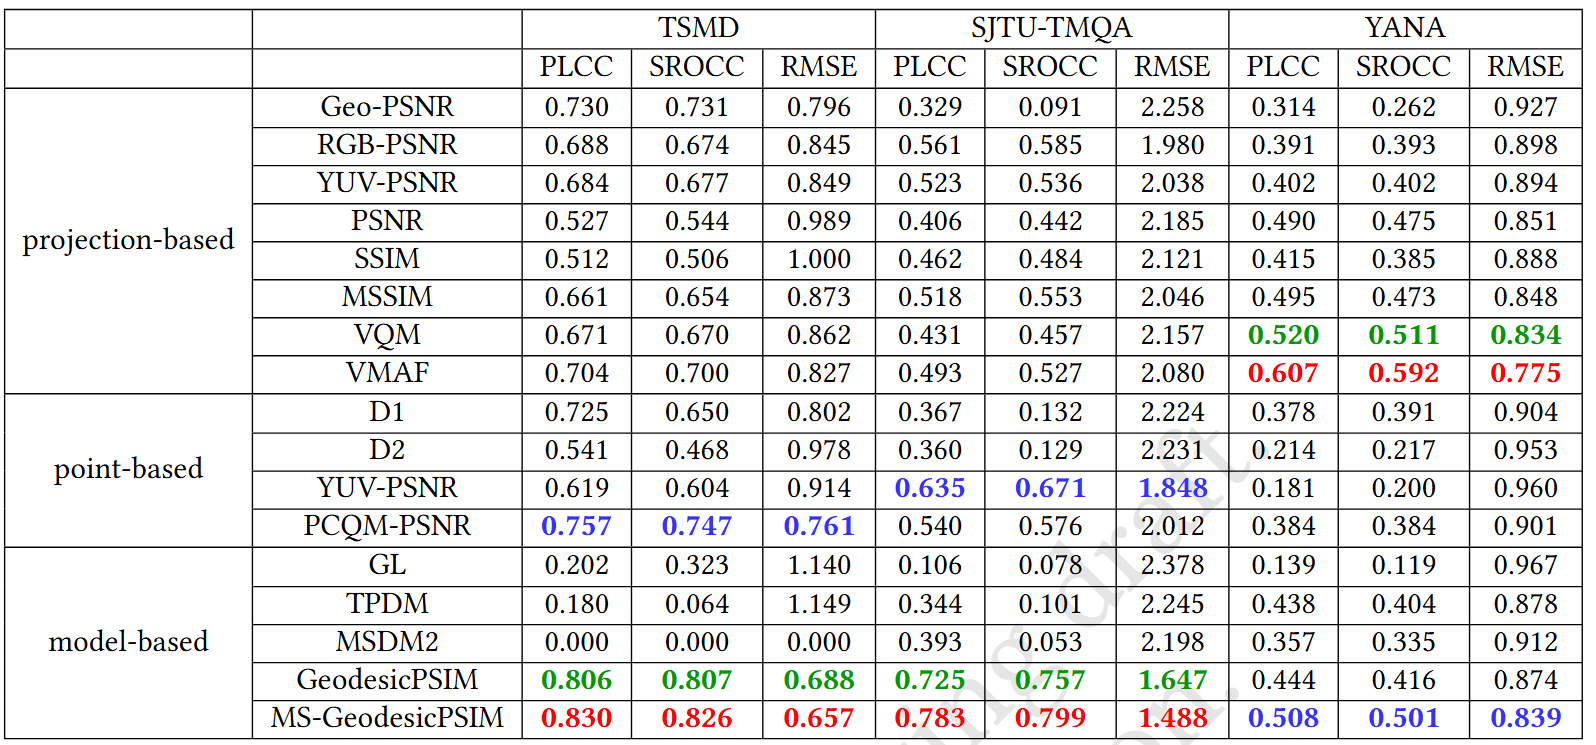 TSMD SJTU-TMQA YANA
PLCC SROCC RMSE PLCC SROCC RMSE PLCC SROCC RMSE
projection-based
Geo-PSNR 0.730 0.731 0.796 0.329 0.091 2.258 0.314 0.262 0.927
RGB-PSNR 0.688 0.674 0.845 0.561 0.585 1.980 0.391 0.393 0.898
YUV-PSNR 0.684 0.677 0.849 0.523 0.536 2.038 0.402 0.402 0.894
PSNR 0.527 0.544 0.989 0.406 0.442 2.185 0.490 0.475 0.851
SSIM 0.512 0.506 1.000 0.462 0.484 2.121 0.415 0.385 0.888
MSSIM 0.661 0.654 0.873 0.518 0.553 2.046 0.495 0.473 0.848
VQM 0.671 0.670 0.862 0.431 0.457 2.157 0.520 0.511 0.834
VMAF 0.704 0.700 0.827 0.493 0.527 2.080 0.607 0.592 0.775
point-based
D1 0.725 0.650 0.802 0.367 0.132 2.224 0.378 0.391 0.904
D2 0.541 0.468 0.978 0.360 0.129 2.231 0.214 0.217 0.953
YUV-PSNR 0.619 0.604 0.914 0.635 0.671 1.848 0.181 0.200 0.960
PCQM-PSNR 0.757 0.747 0.761 0.540 0.576 2.012 0.384 0.384 0.901
model-based
GL 0.202 0.323 1.140 0.106 0.078 2.378 0.139 0.119 0.967
TPDM 0.180 0.064 1.149 0.344 0.101 2.245 0.438 0.404 0.878
MSDM2 0.000 0.000 0.000 0.393 0.053 2.198 0.357 0.335 0.912
GeodesicPSIM 0.806 0.807 0.688 0.725 0.757 1.647 0.444 0.416 0.874
MS-GeodesicPSIM 0.830 0.826 0.657 0.783 0.799 1.488 0.508 0.501 0.839
draft.